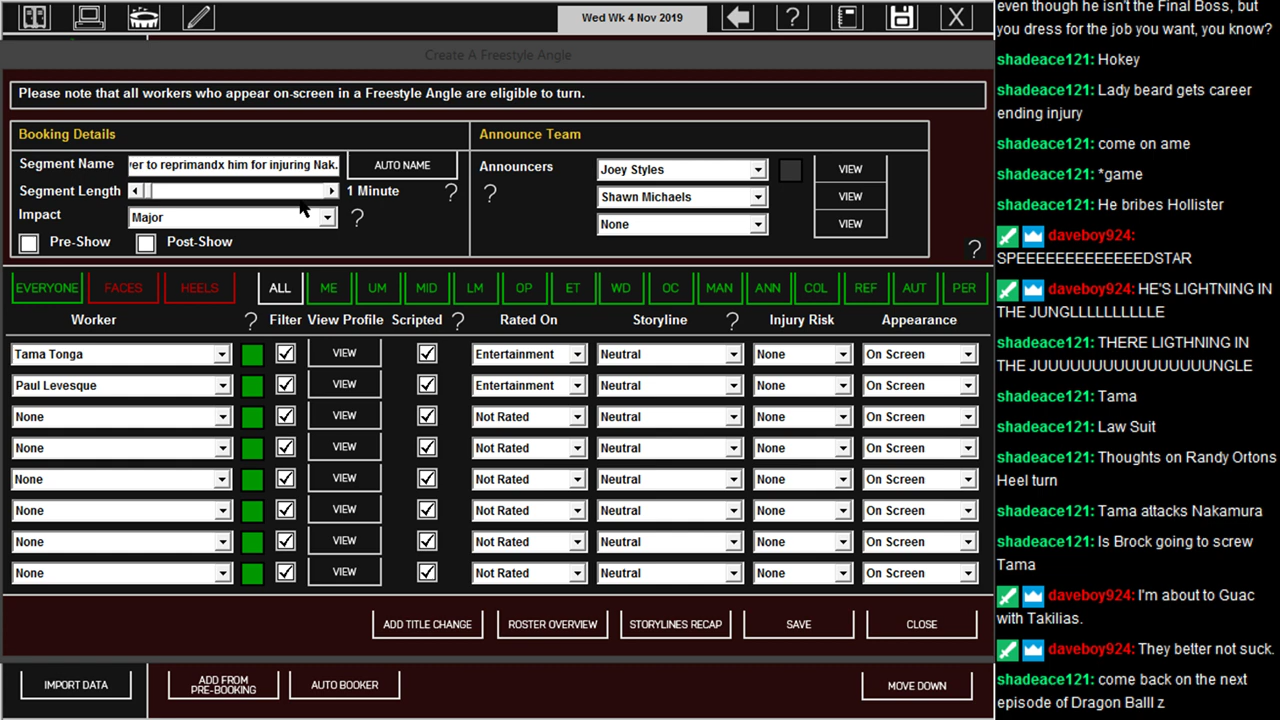 Wed Wk 4 Nov 2019
?
X
Create A Freestyle Angle
Please note that all workers who appear on-screen in a Freestyle Angle are eligible to turn.
Booking Details
Segment Name
er to reprimandx him for injuring Nak.
AUTO NAME
Segment Length
1 Minute
?
Impact
Major
?
Pre-Show
Post-Show
Announce Team
Announcers
?
Joey Styles
VIEW
Shawn Michaels
VIEW
None
VIEW
?
EVERYONE FACES HEELS ALL ME UM MID LM OP ET WD OC MAN ANN COL REF AUT PER
Worker ? Filter View Profile Scripted ? Rated On Storyline ? Injury Risk Appearance
Tama Tonga VIEW Entertainment Neutral None On Screen
Paul Levesque VIEW Entertainment Neutral None On Screen
None VIEW Not Rated Neutral None On Screen
None VIEW Not Rated Neutral None On Screen
None VIEW Not Rated Neutral None On Screen
None VIEW Not Rated Neutral None On Screen
None VIEW Not Rated Neutral None On Screen
None VIEW Not Rated Neutral None On Screen
ADD TITLE CHANGE
ROSTER OVERVIEW
STORYLINES RECAP
SAVE
CLOSE
IMPORT DATA
ADD FROM
PRE-BOOKING
AUTO BOOKER
MOVE DOWN
even though he isn't the Final Boss, but
you dress for the job you want, you know?
shadeace121: Hokey
shadeace121: Lady beard gets career
ending injury
shadeace121: come on ame
shadeace121: *game
shadeace121: He bribes Hollister
daveboy924:
SPEEEEEEEEEEEEEDSTAR
daveboy924: HE'S LIGHTNING IN
THE JUNGLLLLLLLLLE
shadeace121: THERE LIGTHNING IN
THE JUUUUUUUUUUUUUUUUNGLE
shadeace121: Tama
shadeace121: Law Suit
shadeace121: Thoughts on Randy Ortons
Heel turn
shadeace121: Tama attacks Nakamura
shadeace121: Is Brock going to screw
Tama
daveboy924: I'm about to Guac
with Takilias.
daveboy924: They better not suck.
shadeace121: come back on the next
episode of Dragon Balll z